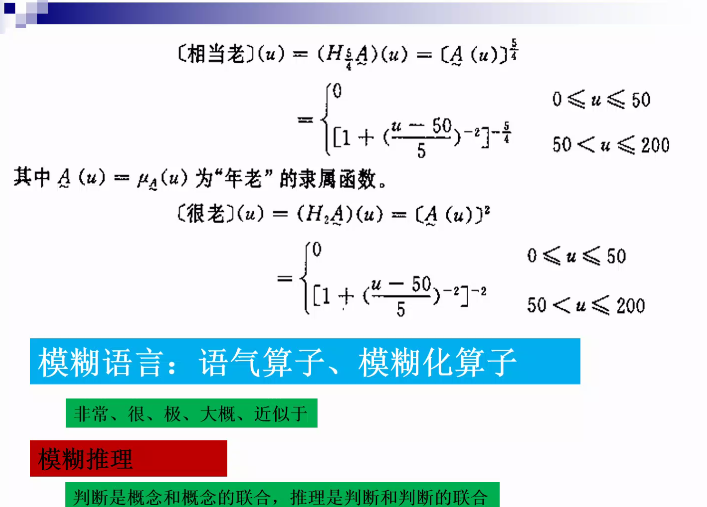 〔相当老〕(u) = (H_{5/4}A̰)(u) = 〔A̰(u)〕^{5/4}
= { 0    0 ≤ u ≤ 50
[1 + (\frac{u − 50}{5})^{−2}]^{−5/4}    50 < u ≤ 200
其中 A̰(u) = μ_{A̰}(u) 为“年老”的隶属函数。
〔很老〕(u) = (H_2A̰)(u) = 〔A̰(u)〕^2
= { 0    0 ≤ u ≤ 50
[1 + (\frac{u − 50}{5})^{−2}]^{−2}    50 < u ≤ 200
模糊语言：语气算子、模糊化算子
非常、很、极、大概、近似于
模糊推理
判断是概念和概念的联合，推理是判断和判断的联合